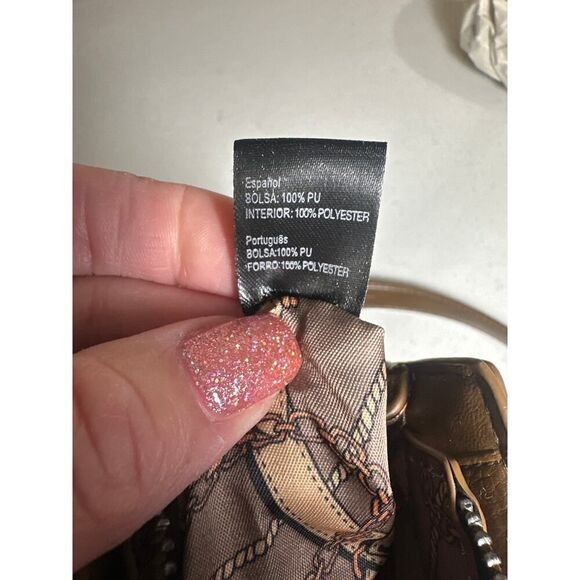 Español
BOLSA: 100% PU
INTERIOR: 100% POLYESTER
Português
BOLSA:100% PU
FORRO:100% POLYESTER